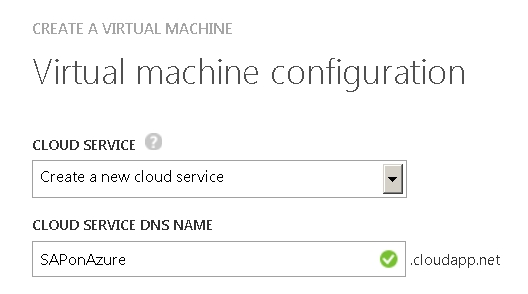 CREATE A VIRTUAL MACHINE
Virtual machine configuration
CLOUD SERVICE ?
Create a new cloud service
CLOUD SERVICE DNS NAME
SAPonAzure .cloudapp.net